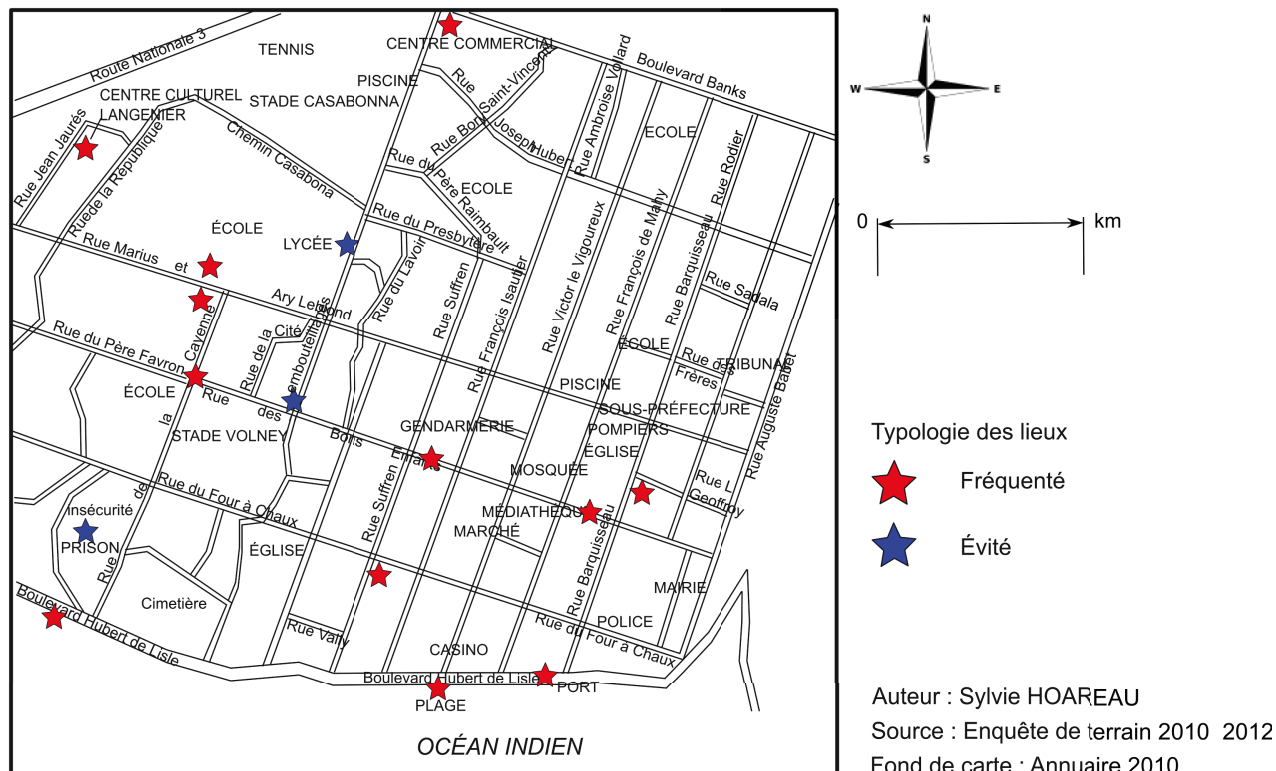 N
W
E
S
0
km
Route Nationale 3
TENNIS
CENTRE COMMERCIAL
Boulevard Banks
PISCINE
STADE CASABONNA
CENTRE CULTUREL
LANGENIER
Rue Jean Jaurès
Ruede la République
Chemin Casabona
Rue Bory Saint-Vincent
Rue Joseph Hubert
Rue Ambroise Vollard
ECOLE
Rue Rodier
Rue du Père Raimbault
ECOLE
ÉCOLE
LYCÉE
Rue du Presbytère
Rue Marius et Ary Leblond
Rue du Lavoir
Rue Suffren
Rue François Isautier
Rue Victor le Vigoureux
Rue François de Mahy
Rue Barquisseau
Rue Sadala
Rue du Père Favron
Cayenne
Rue de la Cité
embouteillages
ÉCOLE
Rue des
Frères
TRIBUNAL
PISCINE
SOUS-PRÉFECTURE
POMPIERS
ÉGLISE
Rue Auguste Babet
ÉCOLE
Rue des Bons Enfants
STADE VOLNEY
GENDARMERIE
MOSQUÉE
Rue L.
Geoffroy
MÉDIATHEQUE
MARCHÉ
Rue du Four à Chaux
Rue Suffren
Rue de la
insécurité
PRISON
ÉGLISE
Cimetière
Rue Barquisseau
MAIRIE
POLICE
Rue du Four à Chaux
Rue Vally
CASINO
Boulevard Hubert de Lisle
Boulevard Hubert de Lisle
PORT
PLAGE
OCÉAN INDIEN
Typologie des lieux
Fréquenté
Évité
Auteur : Sylvie HOAREAU
Source : Enquête de terrain 2010 2012
Fond de carte : Annuaire 2010